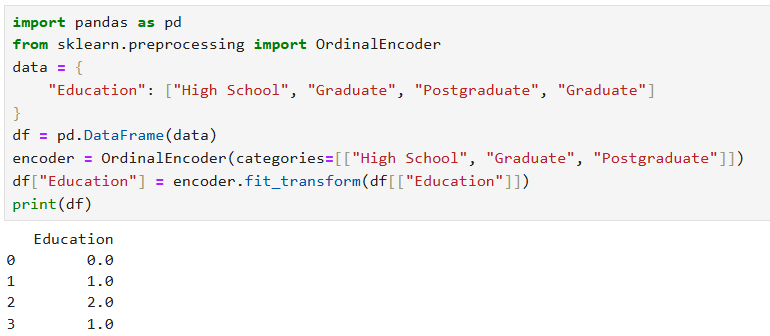 import pandas as pd
from sklearn.preprocessing import OrdinalEncoder
data = {
    "Education": ["High School", "Graduate", "Postgraduate", "Graduate"]
}
df = pd.DataFrame(data)
encoder = OrdinalEncoder(categories=[["High School", "Graduate", "Postgraduate"]])
df["Education"] = encoder.fit_transform(df[["Education"]])
print(df)
   Education
0        0.0
1        1.0
2        2.0
3        1.0